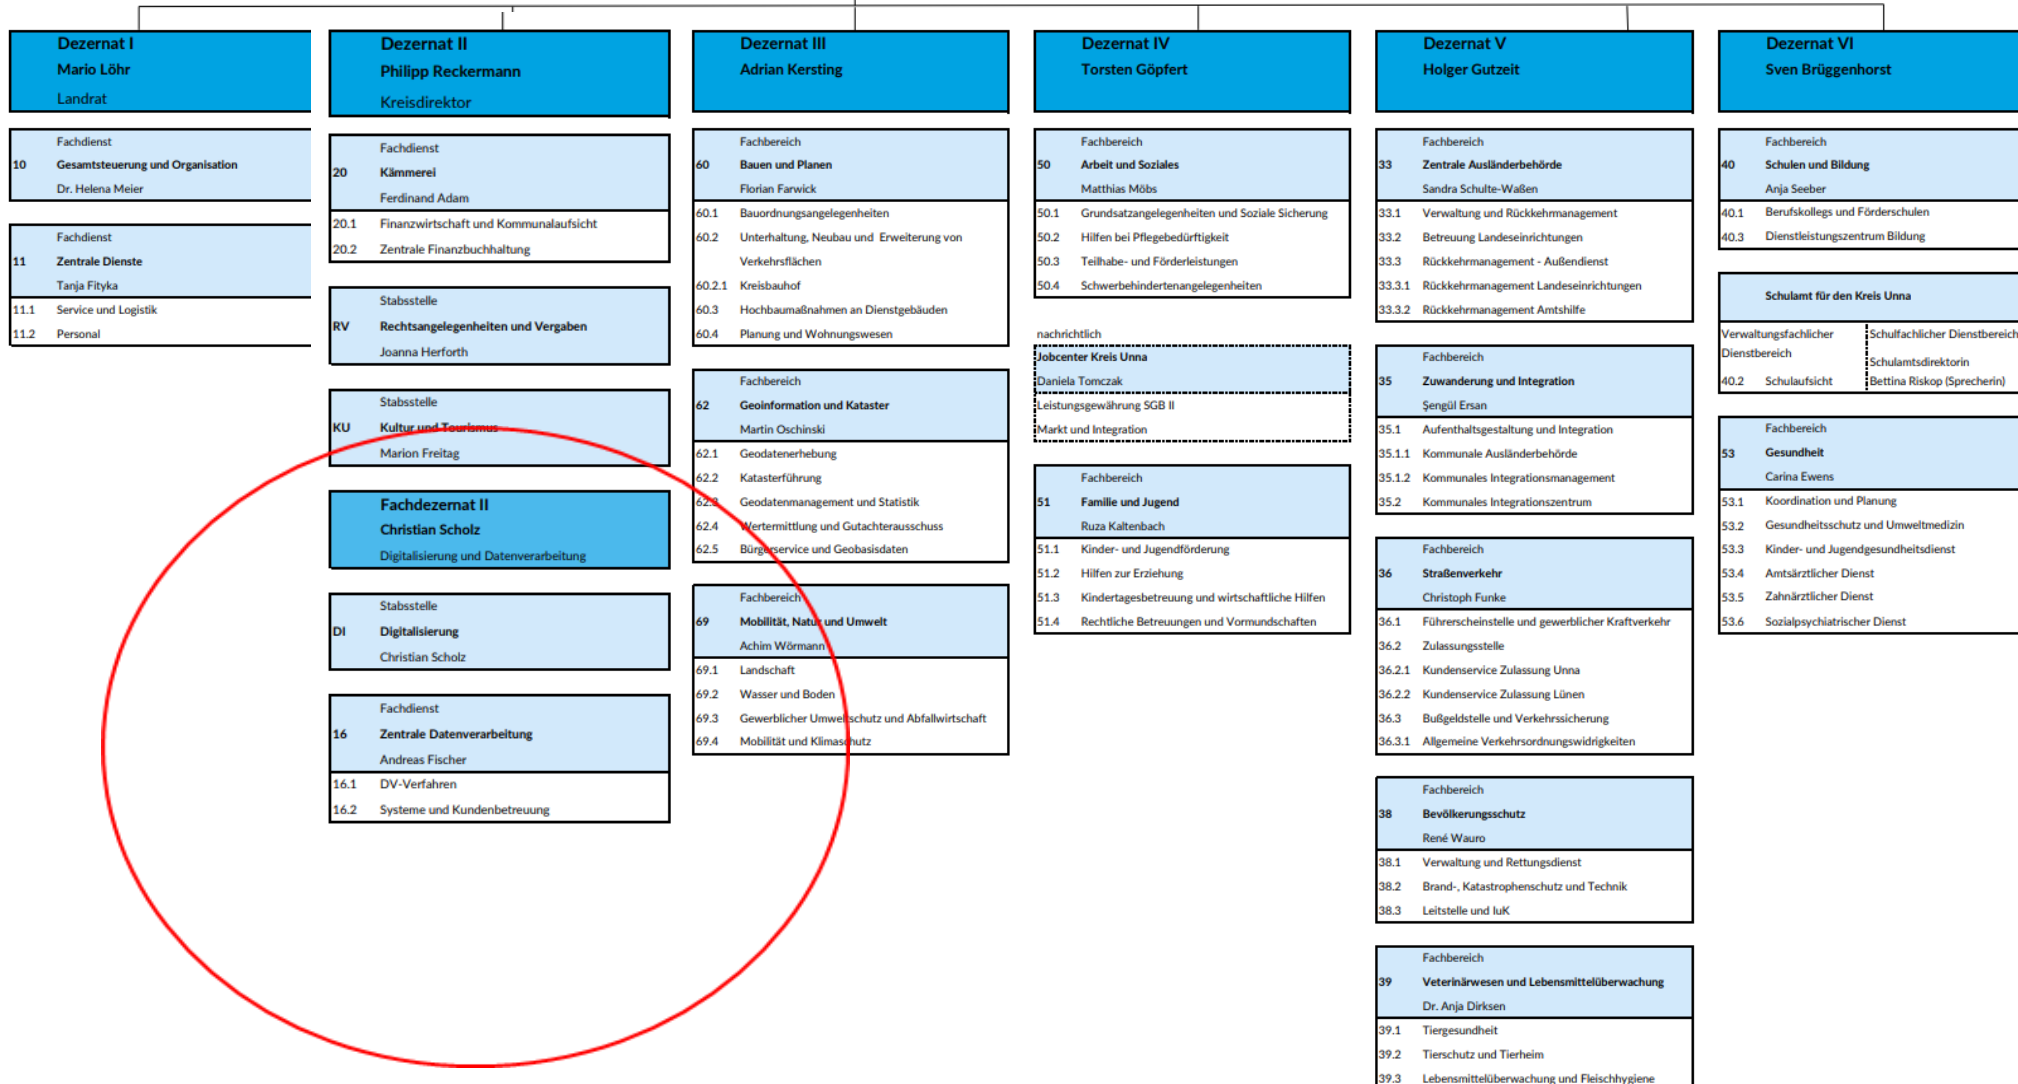 Dezernat I
Mario Löhr
Landrat
Fachdienst
10 Gesamtsteuerung und Organisation
Dr. Helena Meier
Fachdienst
11 Zentrale Dienste
Tanja Fityka
11.1 Service und Logistik
11.2 Personal
Dezernat II
Philipp Reckermann
Kreisdirektor
Fachdienst
20 Kämmerei
Ferdinand Adam
20.1 Finanzwirtschaft und Kommunalaufsicht
20.2 Zentrale Finanzbuchhaltung
Stabsstelle
RV Rechtsangelegenheiten und Vergaben
Joanna Herforth
Stabsstelle
KU Kultur und Tourismus
Marion Freitag
Fachdezernat II
Christian Scholz
Digitalisierung und Datenverarbeitung
Stabsstelle
DI Digitalisierung
Christian Scholz
Fachdienst
16 Zentrale Datenverarbeitung
Andreas Fischer
16.1 DV-Verfahren
16.2 Systeme und Kundenbetreuung
Dezernat III
Adrian Kersting
Fachbereich
60 Bauen und Planen
Florian Farwick
60.1 Bauordnungsangelegenheiten
60.2 Unterhaltung, Neubau und Erweiterung von
Verkehrsflächen
60.2.1 Kreisbauhof
60.3 Hochbaumaßnahmen an Dienstgebäuden
60.4 Planung und Wohnungswesen
Fachbereich
62 Geoinformation und Kataster
Martin Oschinski
62.1 Geodatenerhebung
62.2 Katasterführung
62.3 Geodatenmanagement und Statistik
62.4 Wertermittlung und Gutachterausschuss
62.5 Bürgerservice und Geobasisdaten
Fachbereich
69 Mobilität, Natur und Umwelt
Achim Wörmann
69.1 Landschaft
69.2 Wasser und Boden
69.3 Gewerblicher Umweltschutz und Abfallwirtschaft
69.4 Mobilität und Klimaschutz
Dezernat IV
Torsten Göpfert
Fachbereich
50 Arbeit und Soziales
Matthias Möbs
50.1 Grundsatzangelegenheiten und Soziale Sicherung
50.2 Hilfen bei Pflegebedürftigkeit
50.3 Teilhabe- und Förderleistungen
50.4 Schwerbehindertenangelegenheiten
nachrichtlich
Jobcenter Kreis Unna
Daniela Tomczak
Leistungsgewährung SGB II
Markt und Integration
Fachbereich
51 Familie und Jugend
Ruza Kaltenbach
51.1 Kinder- und Jugendförderung
51.2 Hilfen zur Erziehung
51.3 Kindertagesbetreuung und wirtschaftliche Hilfen
51.4 Rechtliche Betreuungen und Vormundschaften
Dezernat V
Holger Gutzeit
Fachbereich
33 Zentrale Ausländerbehörde
Sandra Schulte-Waßen
33.1 Verwaltung und Rückkehrmanagement
33.2 Betreuung Landeseinrichtungen
33.3 Rückkehrmanagement - Außendienst
33.3.1 Rückkehrmanagement Landeseinrichtungen
33.3.2 Rückkehrmanagement Amtshilfe
Fachbereich
35 Zuwanderung und Integration
Şengül Ersan
35.1 Aufenthaltsgestaltung und Integration
35.1.1 Kommunale Ausländerbehörde
35.1.2 Kommunales Integrationsmanagement
35.2 Kommunales Integrationszentrum
Fachbereich
36 Straßenverkehr
Christoph Funke
36.1 Führerscheinstelle und gewerblicher Kraftverkehr
36.2 Zulassungsstelle
36.2.1 Kundenservice Zulassung Unna
36.2.2 Kundenservice Zulassung Lünen
36.3 Bußgeldstelle und Verkehrssicherung
36.3.1 Allgemeine Verkehrsordnungswidrigkeiten
Fachbereich
38 Bevölkerungsschutz
René Wauro
38.1 Verwaltung und Rettungsdienst
38.2 Brand-, Katastrophenschutz und Technik
38.3 Leitstelle und IuK
Fachbereich
39 Veterinärwesen und Lebensmittelüberwachung
Dr. Anja Dirksen
39.1 Tiergesundheit
39.2 Tierschutz und Tierheim
39.3 Lebensmittelüberwachung und Fleischhygiene
Dezernat VI
Sven Brüggenhorst
Fachbereich
40 Schulen und Bildung
Anja Seeber
40.1 Berufskollegs und Förderschulen
40.3 Dienstleistungszentrum Bildung
Schulamt für den Kreis Unna
Verwaltungsfachlicher
Dienstbereich
40.2 Schulaufsicht
Schulfachlicher Dienstbereich
Schulamtsdirektorin
Bettina Riskop (Sprecherin)
Fachbereich
53 Gesundheit
Carina Ewens
53.1 Koordination und Planung
53.2 Gesundheitsschutz und Umweltmedizin
53.3 Kinder- und Jugendgesundheitsdienst
53.4 Amtsärztlicher Dienst
53.5 Zahnärztlicher Dienst
53.6 Sozialpsychiatrischer Dienst